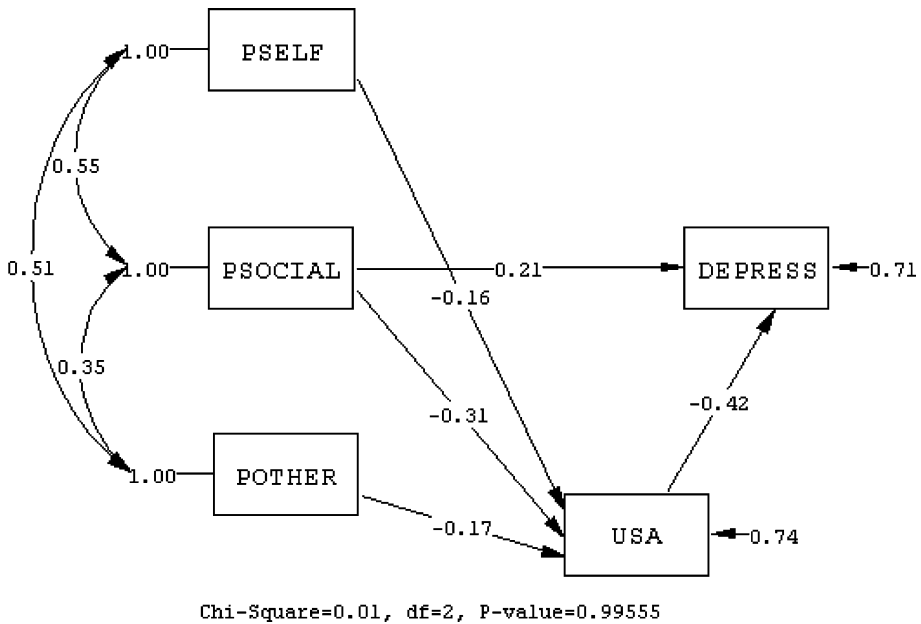 1.00 PSELF
0.55
0.51
1.00 PSOCIAL 0.21 DEPRESS 0.71
-0.16
0.35
-0.31
-0.42
1.00 POTHER
-0.17
USA 0.74
Chi-Square=0.01, df=2, P-value=0.99555